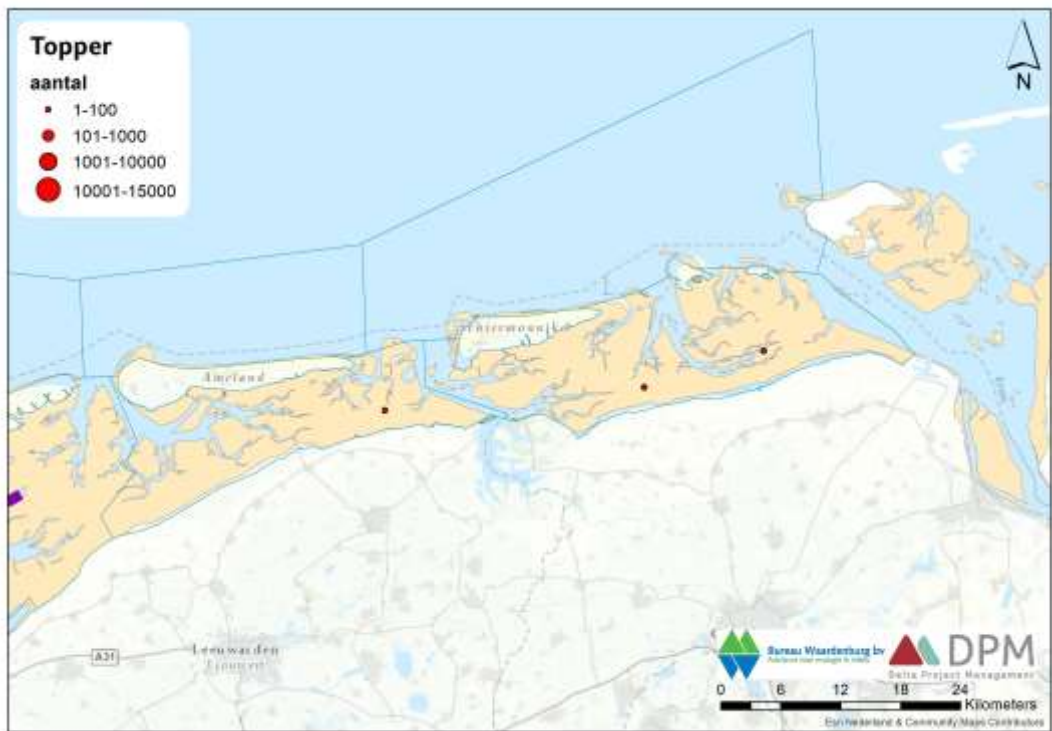 Topper
aantal
1-100
101-1000
1001-10000
10001-15000
N
Ameland
A31
Leeuwarden
Ljouwert
Bureau Waardenburg bv
DPM
Delta Project Management
0 6 12 18 24
Kilometers
Esri Nederland & Community Maps Contributors